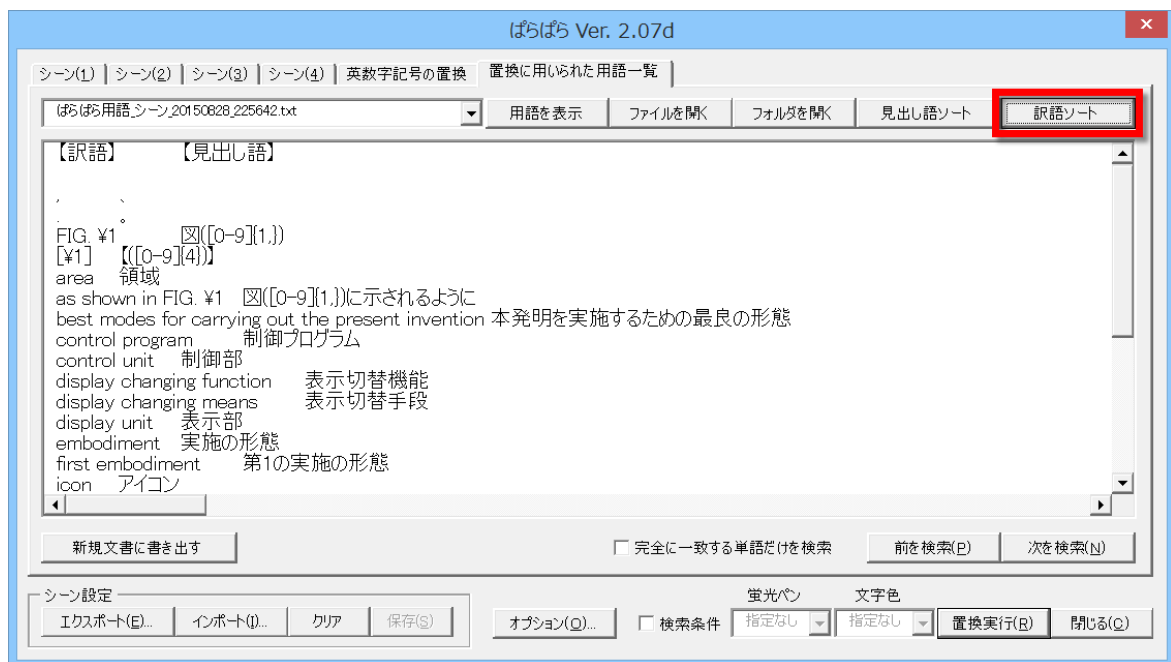 ぱらぱら Ver. 2.07d
シーン(1) シーン(2) シーン(3) シーン(4) 英数字記号の置換 置換に用いられた用語一覧
ぱらぱら用語_シーン_20150828_225642.txt 用語を表示 ファイルを開く フォルダを開く 見出し語ソート 訳語ソート
【訳語】 【見出し語】
, 、
. 。
FIG. ¥1 図([0-9]{1,})
[¥1] 【([0-9]{4})】
area 領域
as shown in FIG. ¥1 図([0-9]{1,})に示されるように
best modes for carrying out the present invention 本発明を実施するための最良の形態
control program 制御プログラム
control unit 制御部
display changing function 表示切替機能
display changing means 表示切替手段
display unit 表示部
embodiment 実施の形態
first embodiment 第1の実施の形態
icon アイコン
新規文書に書き出す 完全に一致する単語だけを検索 前を検索(P) 次を検索(N)
シーン設定 蛍光ペン 文字色
エクスポート(E)... インポート(I)... クリア 保存(S) オプション(O)... 検索条件 指定なし 指定なし 置換実行(R) 閉じる(C)